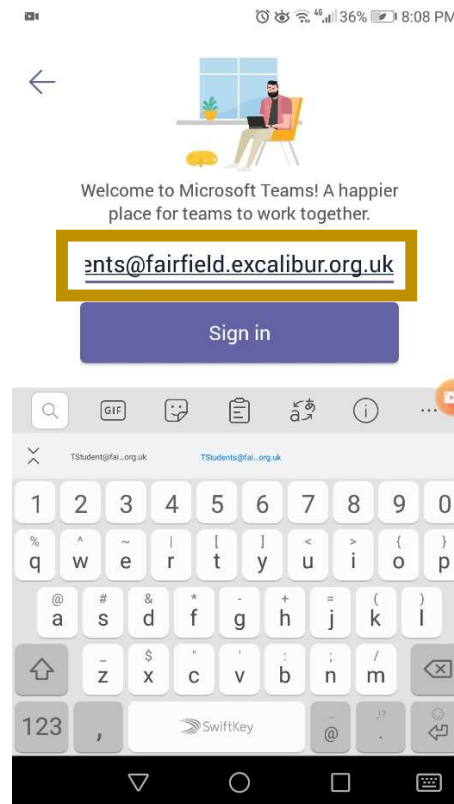 4G 36% 8:08 PM
Welcome to Microsoft Teams! A happier
place for teams to work together.
ents@fairfield.excalibur.org.uk
Sign in
GIF
TStudent@fai...org.uk TStudents@fai...org.uk
1 2 3 4 5 6 7 8 9 0
% ^ ~ | [ ] < > { }
q w e r t y u i o p
@ # & * - + = ( )
a s d f g h j k l
_ $ " ' : ; /
z x c v b n m
123 , SwiftKey @ . !?